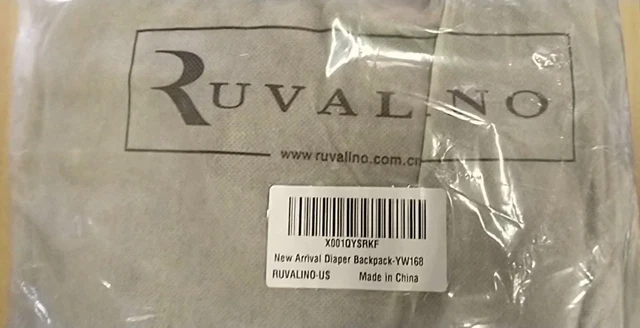 RUVALINO
www.ruvalino.com.cn
X001QYSRKF
New Arrival Diaper Backpack-YW168
RUVALINO-US Made in China